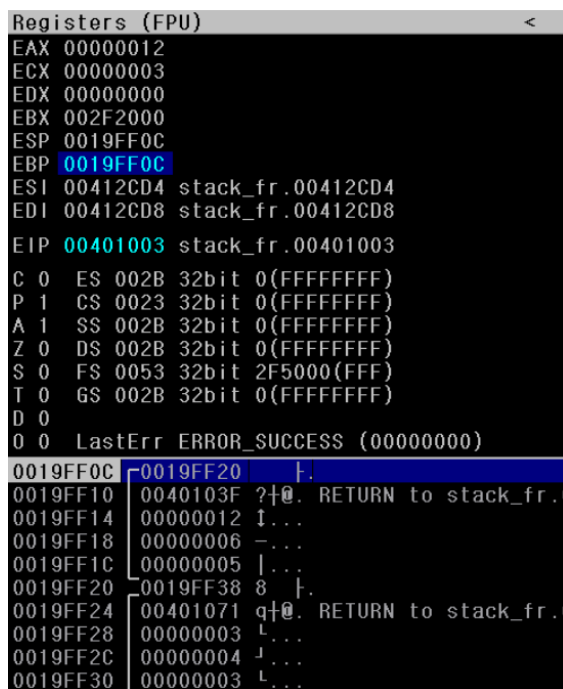 Registers (FPU) <
EAX 00000012
ECX 00000003
EDX 00000000
EBX 002F2000
ESP 0019FF0C
EBP 0019FF0C
ESI 00412CD4 stack_fr.00412CD4
EDI 00412CD8 stack_fr.00412CD8
EIP 00401003 stack_fr.00401003
C 0 ES 002B 32bit 0(FFFFFFFF)
P 1 CS 0023 32bit 0(FFFFFFFF)
A 1 SS 002B 32bit 0(FFFFFFFF)
Z 0 DS 002B 32bit 0(FFFFFFFF)
S 0 FS 0053 32bit 2F5000(FFF)
T 0 GS 002B 32bit 0(FFFFFFFF)
D 0
O 0 LastErr ERROR_SUCCESS (00000000)
0019FF0C ┌0019FF20 ├.
0019FF10 │0040103F ?┼@. RETURN to stack_fr.
0019FF14 │00000012 ↕...
0019FF18 │00000006 ─...
0019FF1C │00000005 |...
0019FF20 └0019FF38 8 ├.
0019FF24 │00401071 q┼@. RETURN to stack_fr.
0019FF28 │00000003 └...
0019FF2C │00000004 ┘...
0019FF30 │00000003 └...